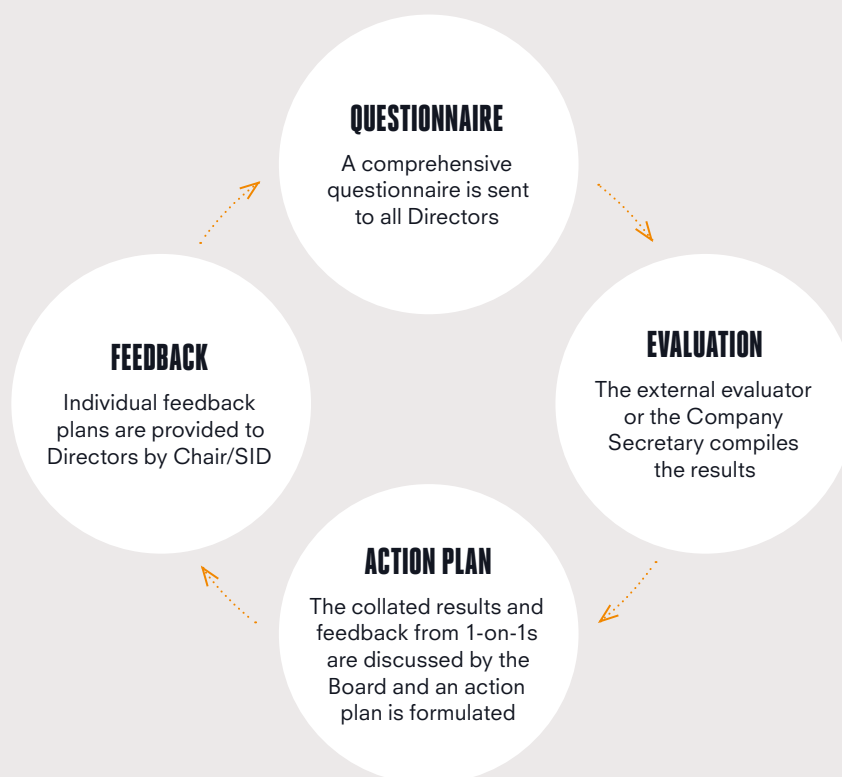 QUESTIONNAIRE
A comprehensive
questionnaire is sent
to all Directors
EVALUATION
The external evaluator
or the Company
Secretary compiles
the results
ACTION PLAN
The collated results and
feedback from 1-on-1s
are discussed by the
Board and an action
plan is formulated
FEEDBACK
Individual feedback
plans are provided to
Directors by Chair/SID